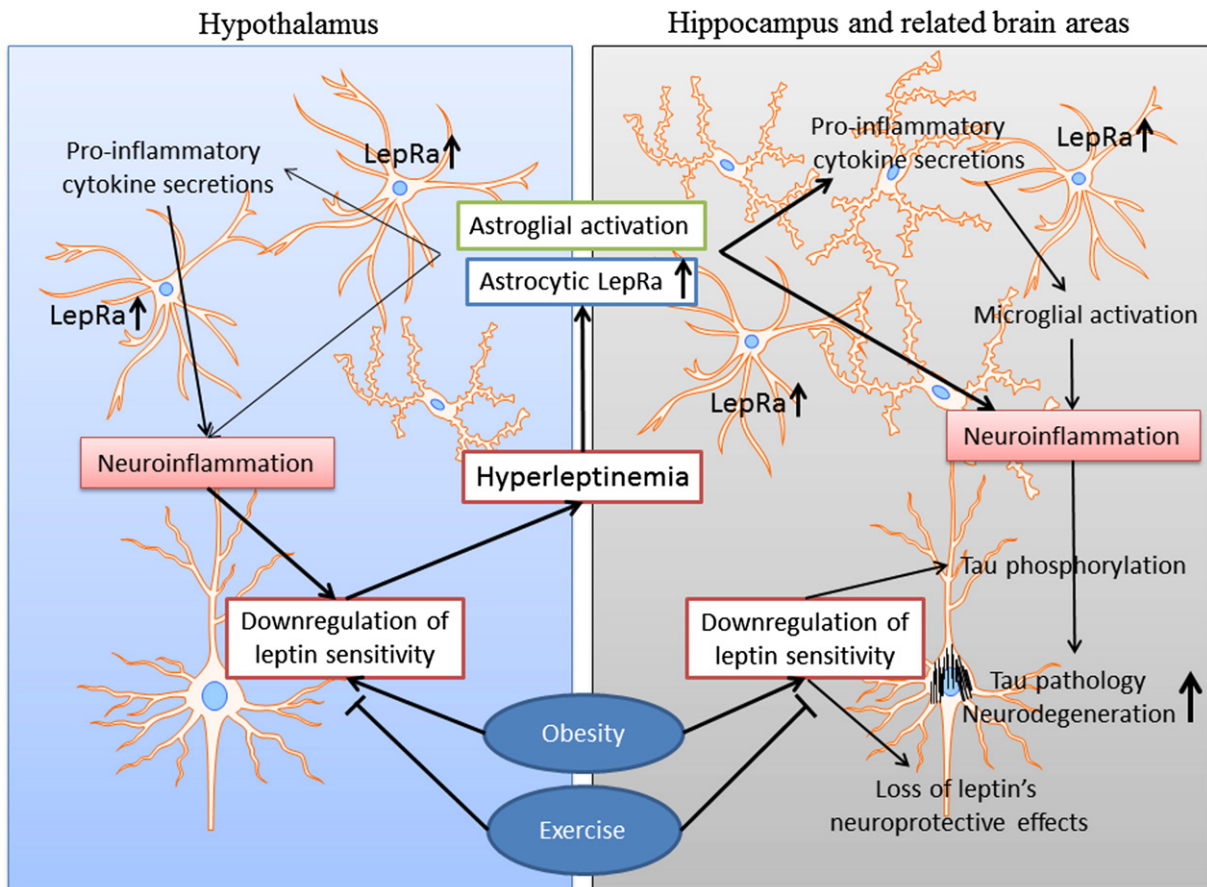 Hypothalamus
Hippocampus and related brain areas
Pro-inflammatory
cytokine secretions
LepRa
LepRa
Astroglial activation
Astrocytic LepRa
Pro-inflammatory
cytokine secretions
LepRa
LepRa
Microglial activation
Neuroinflammation
Hyperleptinemia
Neuroinflammation
Downregulation of
leptin sensitivity
Tau phosphorylation
Downregulation of
leptin sensitivity
Tau pathology
Neurodegeneration
Obesity
Loss of leptin’s
neuroprotective effects
Exercise